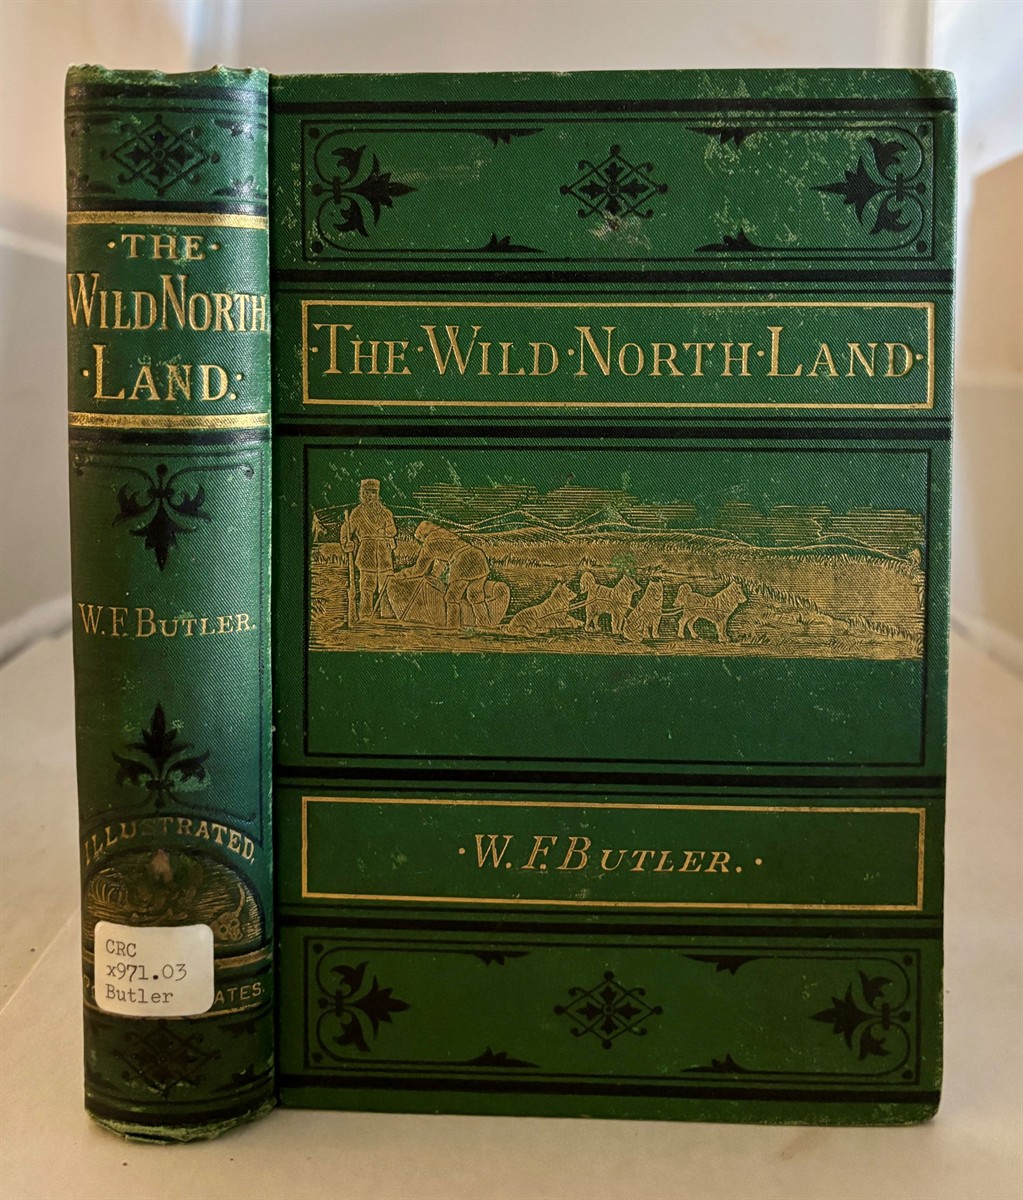 ·THE·
WILD NORTH
·LAND.·
W. F. BUTLER.
ILLUSTRATED.
CRC
x971.03
Butler
·THE·WILD·NORTH·LAND·
·W. F. BUTLER.·